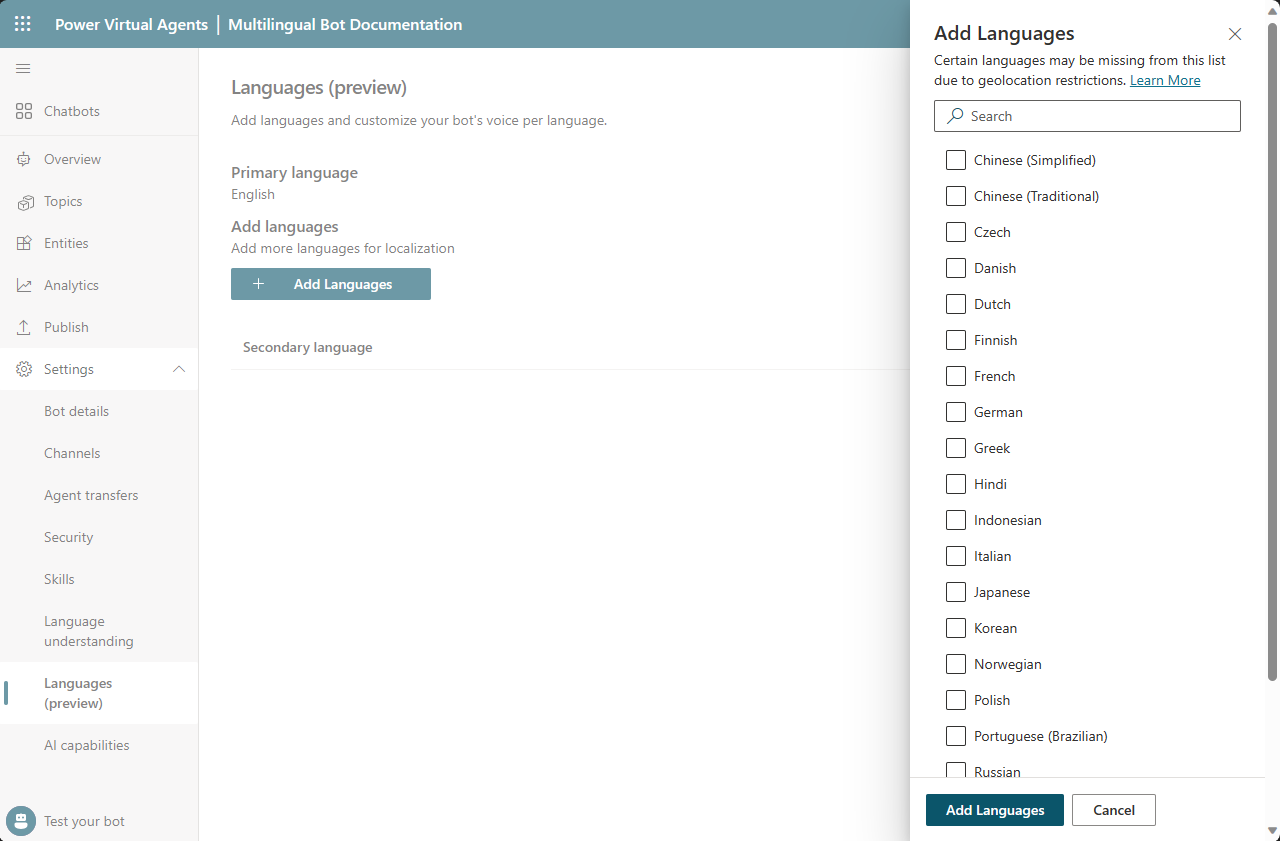 Power Virtual Agents | Multilingual Bot Documentation
Chatbots
Overview
Topics
Entities
Analytics
Publish
Settings
Bot details
Channels
Agent transfers
Security
Skills
Language
understanding
Languages
(preview)
AI capabilities
Test your bot
Languages (preview)
Add languages and customize your bot's voice per language.
Primary language
English
Add languages
Add more languages for localization
Add Languages
Secondary language
Add Languages
Certain languages may be missing from this list
due to geolocation restrictions. Learn More
Search
Chinese (Simplified)
Chinese (Traditional)
Czech
Danish
Dutch
Finnish
French
German
Greek
Hindi
Indonesian
Italian
Japanese
Korean
Norwegian
Polish
Portuguese (Brazilian)
Russian
Add Languages
Cancel